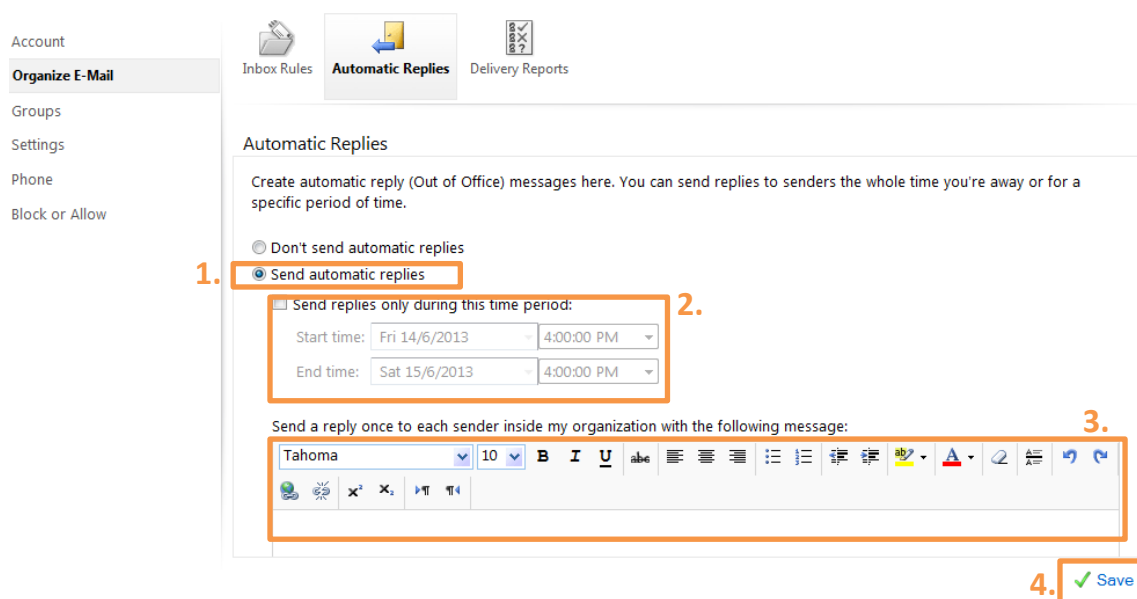 Account
Organize E-Mail
Groups
Settings
Phone
Block or Allow
Inbox Rules
Automatic Replies
Delivery Reports
Automatic Replies
Create automatic reply (Out of Office) messages here. You can send replies to senders the whole time you're away or for a
specific period of time.
Don't send automatic replies
1. Send automatic replies
Send replies only during this time period: 2.
Start time: Fri 14/6/2013 4:00:00 PM
End time: Sat 15/6/2013 4:00:00 PM
Send a reply once to each sender inside my organization with the following message: 3.
Tahoma 10 B I U abc ab A
x² X₂
4. Save